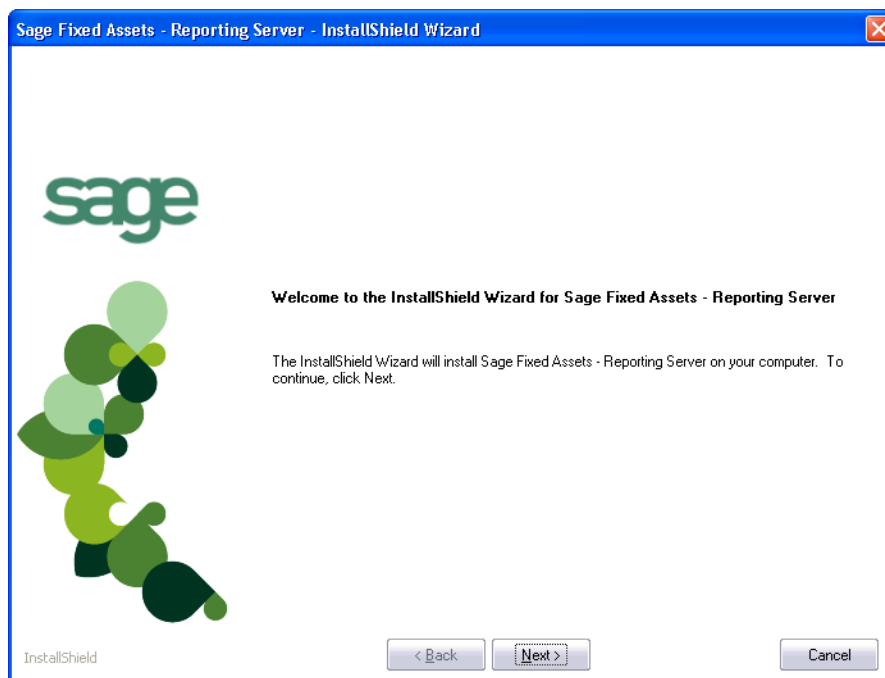 Sage Fixed Assets - Reporting Server - InstallShield Wizard
sage
Welcome to the InstallShield Wizard for Sage Fixed Assets - Reporting Server
The InstallShield Wizard will install Sage Fixed Assets - Reporting Server on your computer.  To
continue, click Next.
InstallShield
< Back
Next >
Cancel